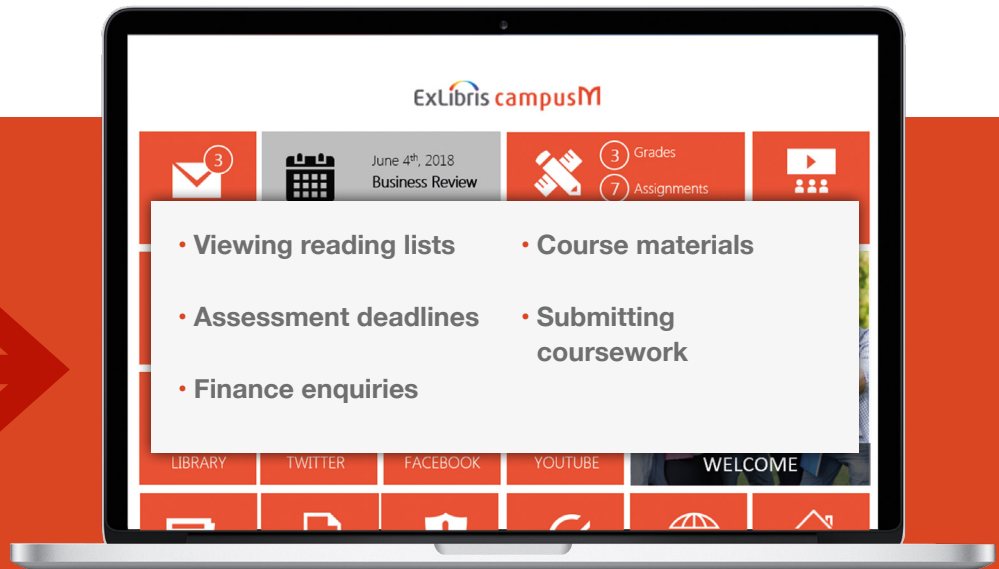 ExLibris campusM
3
June 4th, 2018
Business Review
3 Grades
7 Assignments
• Viewing reading lists
• Assessment deadlines
• Finance enquiries
• Course materials
• Submitting
coursework
LIBRARY
TWITTER
FACEBOOK
YOUTUBE
WELCOME